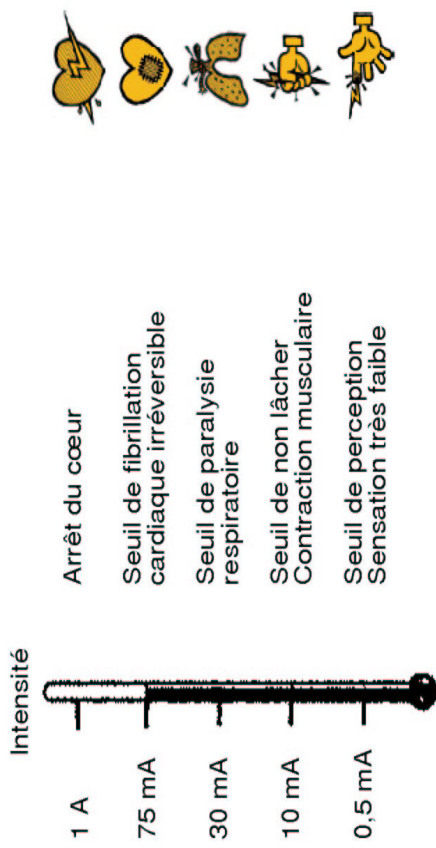 Intensité
1 A
Arrêt du cœur
75 mA
Seuil de fibrillation
cardiaque irréversible
30 mA
Seuil de paralysie
respiratoire
10 mA
Seuil de non lâcher
Contraction musculaire
0,5 mA
Seuil de perception
Sensation très faible